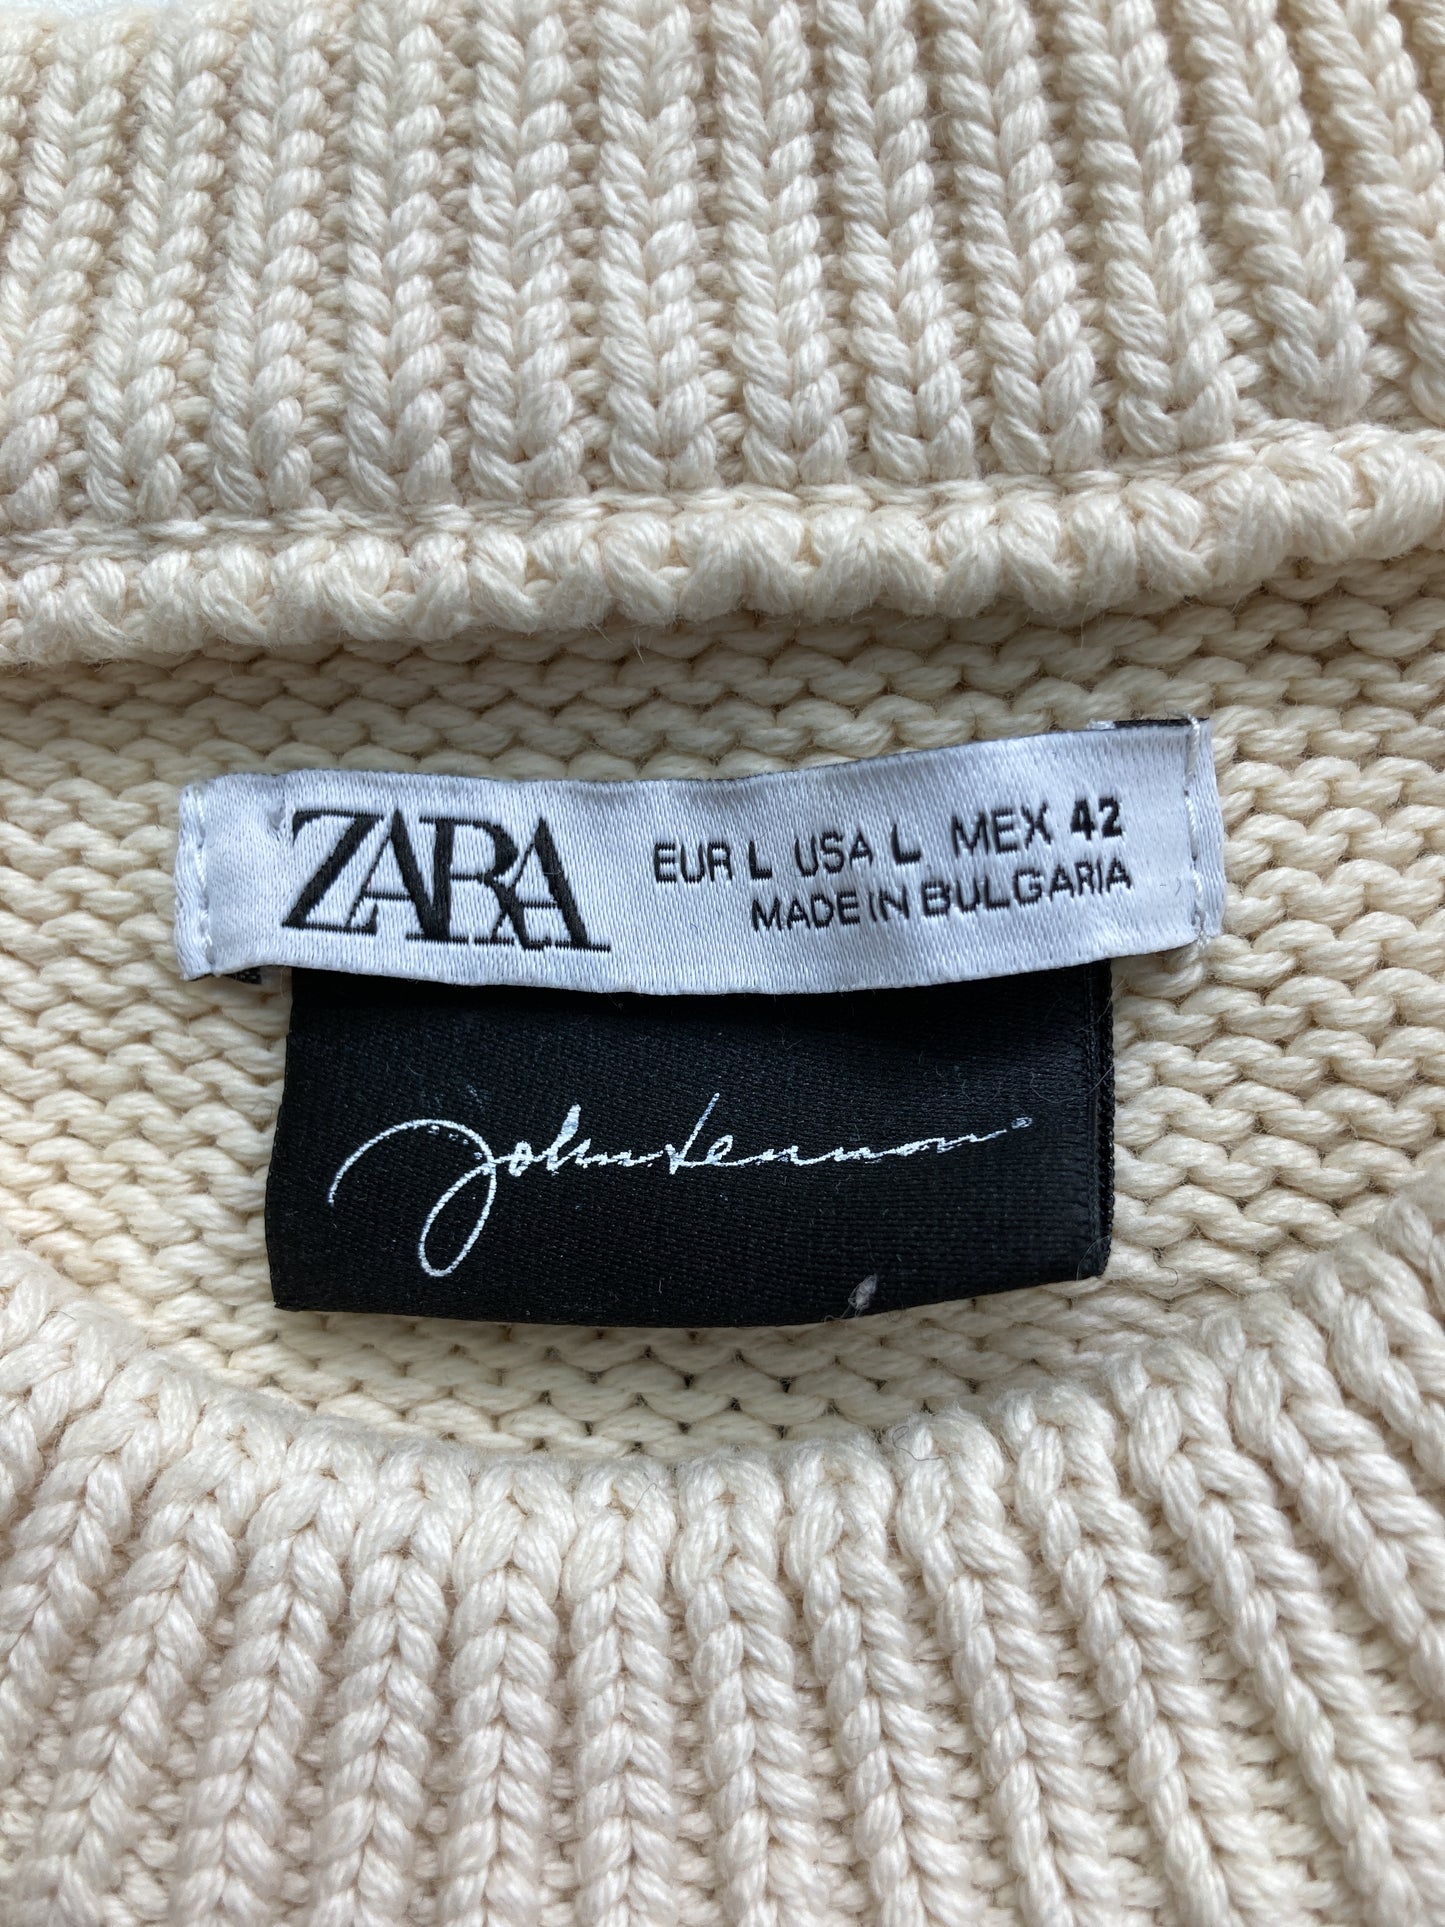 ZARA
EUR L USA L MEX 42
MADE IN BULGARIA
John Lennon